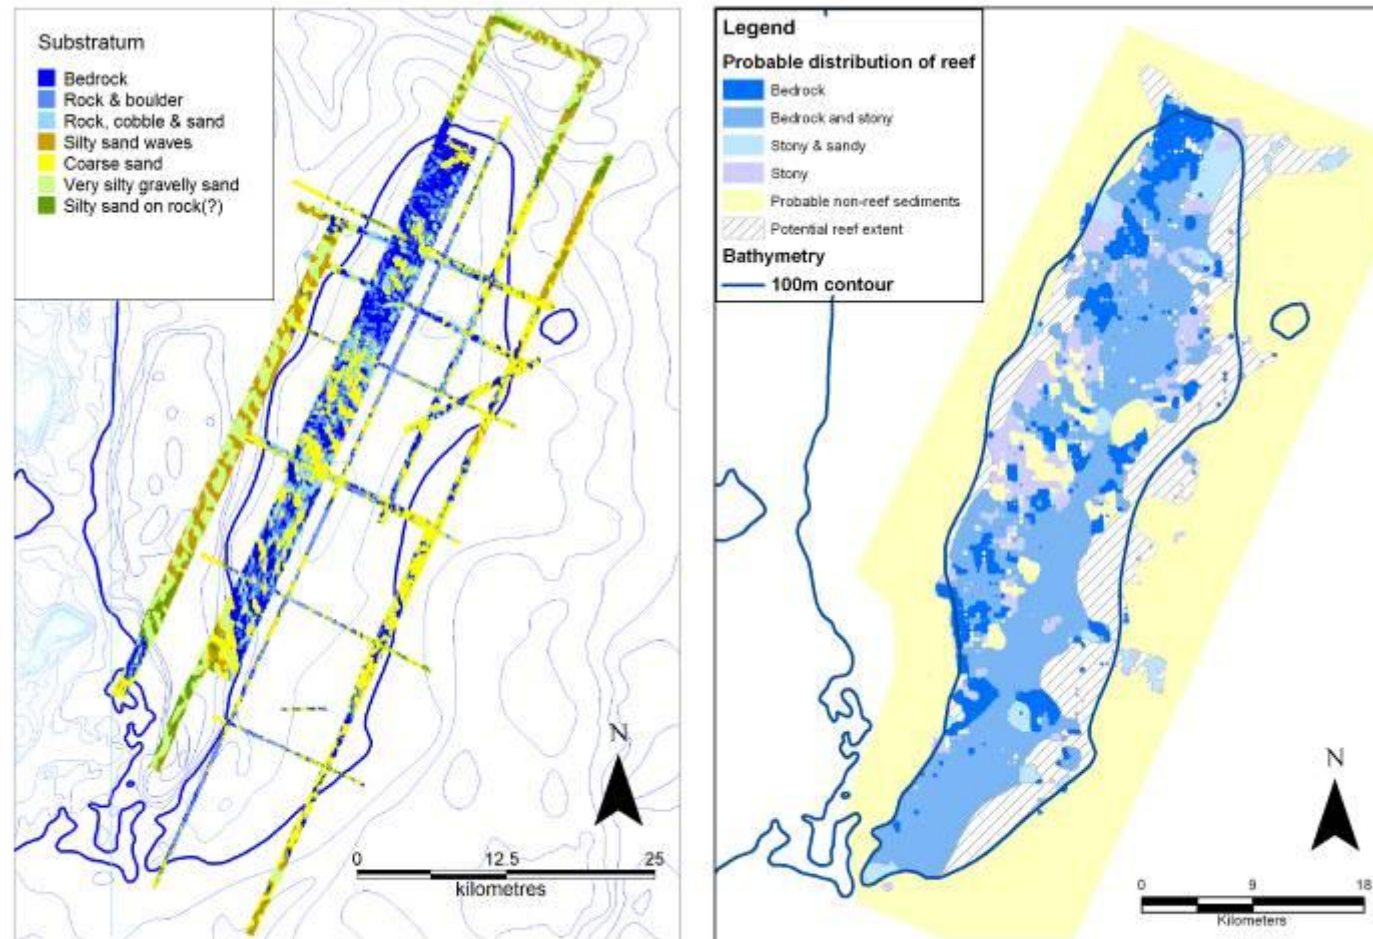 Substratum
Bedrock
Rock & boulder
Rock, cobble & sand
Silty sand waves
Coarse sand
Very silty gravelly sand
Silty sand on rock(?)
N
0 12.5 25
kilometres
Legend
Probable distribution of reef
Bedrock
Bedrock and stony
Stony & sandy
Stony
Probable non-reef sediments
Potential reef extent
Bathymetry
100m contour
N
0 9 18
Kilometers